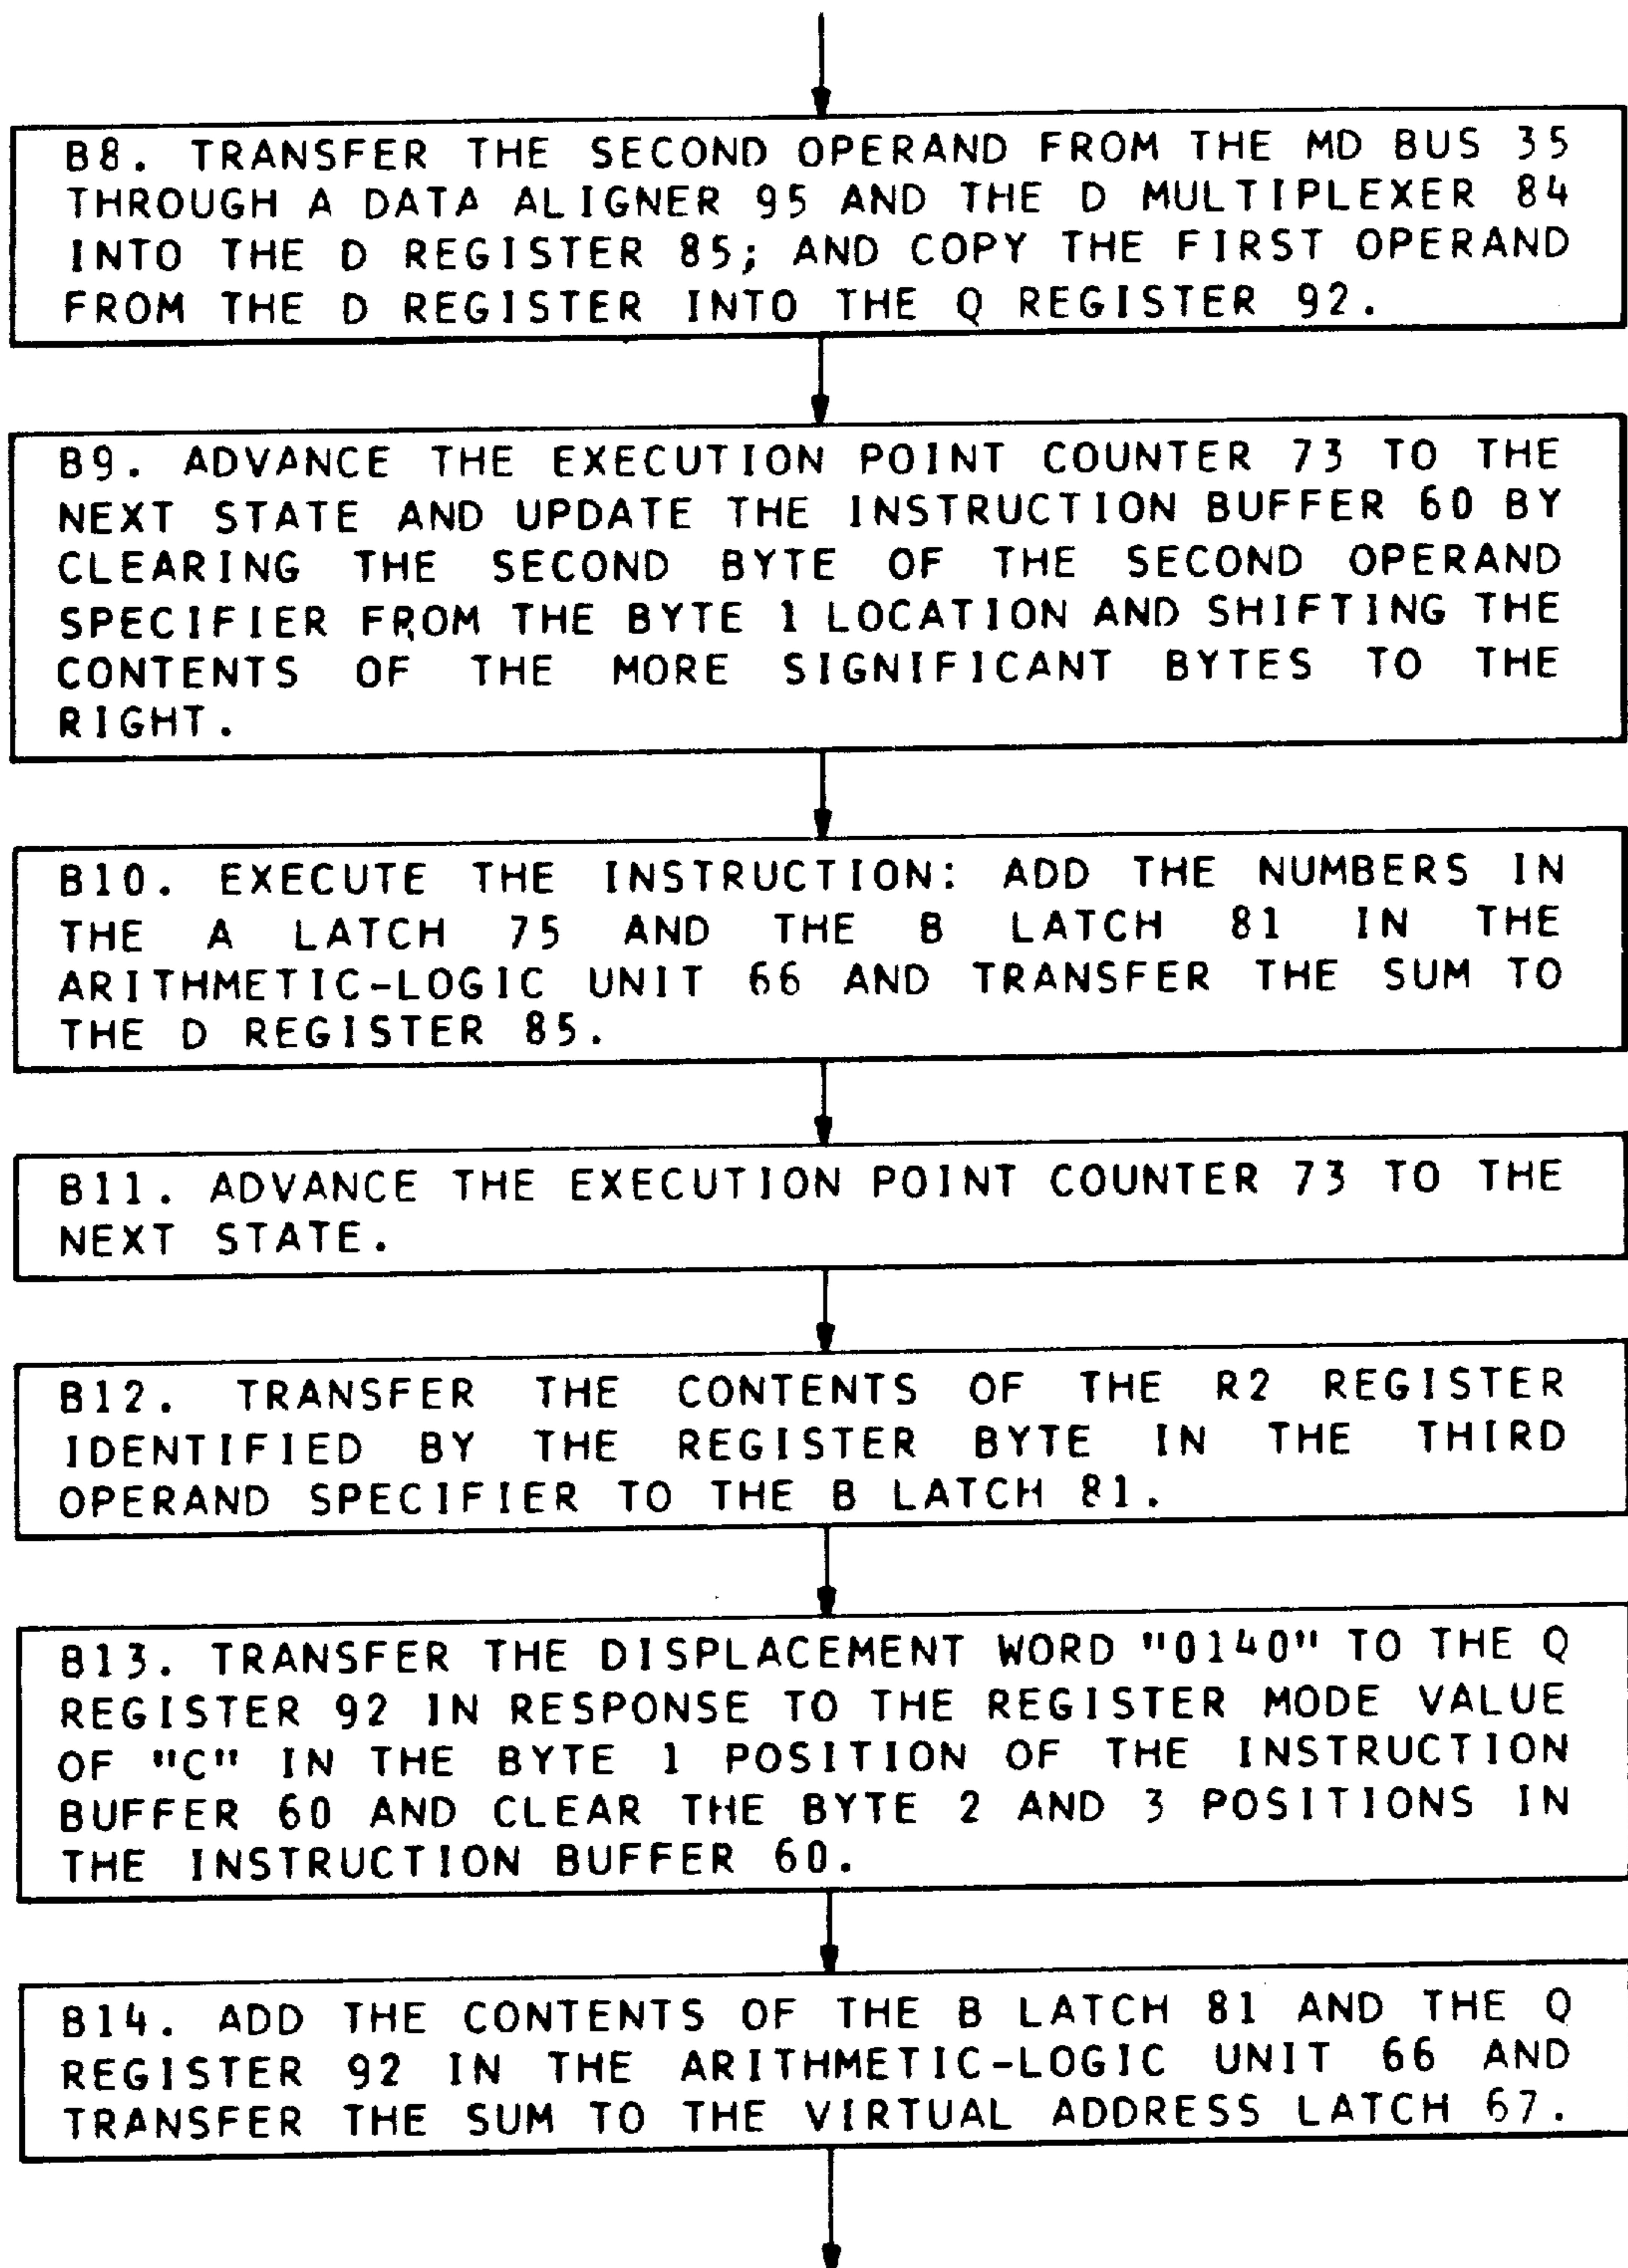 B8. TRANSFER THE SECOND OPERAND FROM THE MD BUS 35
THROUGH A DATA ALIGNER 95 AND THE D MULTIPLEXER 84
INTO THE D REGISTER 85; AND COPY THE FIRST OPERAND
FROM THE D REGISTER INTO THE Q REGISTER 92.
B9. ADVANCE THE EXECUTION POINT COUNTER 73 TO THE
NEXT STATE AND UPDATE THE INSTRUCTION BUFFER 60 BY
CLEARING THE SECOND BYTE OF THE SECOND OPERAND
SPECIFIER FROM THE BYTE 1 LOCATION AND SHIFTING THE
CONTENTS OF THE MORE SIGNIFICANT BYTES TO THE
RIGHT.
B10. EXECUTE THE INSTRUCTION: ADD THE NUMBERS IN
THE A LATCH 75 AND THE B LATCH 81 IN THE
ARITHMETIC-LOGIC UNIT 66 AND TRANSFER THE SUM TO
THE D REGISTER 85.
B11. ADVANCE THE EXECUTION POINT COUNTER 73 TO THE
NEXT STATE.
B12. TRANSFER THE CONTENTS OF THE R2 REGISTER
IDENTIFIED BY THE REGISTER BYTE IN THE THIRD
OPERAND SPECIFIER TO THE B LATCH 81.
B13. TRANSFER THE DISPLACEMENT WORD "0140" TO THE Q
REGISTER 92 IN RESPONSE TO THE REGISTER MODE VALUE
OF "C" IN THE BYTE 1 POSITION OF THE INSTRUCTION
BUFFER 60 AND CLEAR THE BYTE 2 AND 3 POSITIONS IN
THE INSTRUCTION BUFFER 60.
B14. ADD THE CONTENTS OF THE B LATCH 81 AND THE Q
REGISTER 92 IN THE ARITHMETIC-LOGIC UNIT 66 AND
TRANSFER THE SUM TO THE VIRTUAL ADDRESS LATCH 67.